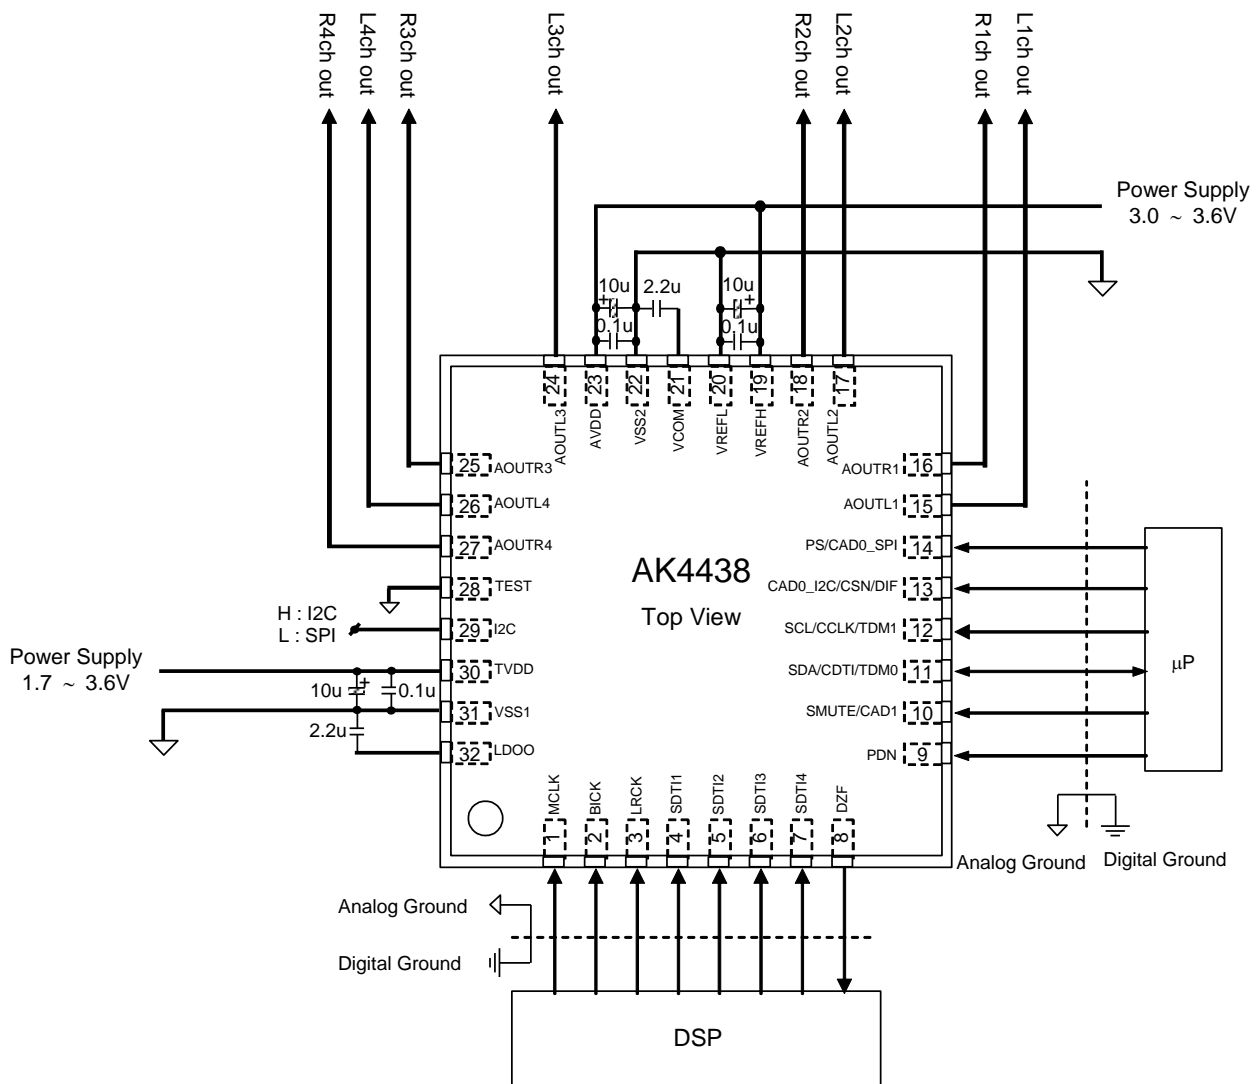 R4ch out
L4ch out
R3ch out
L3ch out
R2ch out
L2ch out
R1ch out
L1ch out
Power Supply
3.0 ~ 3.6V
10u
2.2u
10u
+
+
0.1u
0.1u
24
23
22
21
20
19
18
17
AOUTL3
AVDD
VSS2
VCOM
VREFL
VREFH
AOUTR2
AOUTL2
25
AOUTR3
26
AOUTL4
27
AOUTR4
28
TEST
29
I2C
30
TVDD
31
VSS1
32
LDOO
AOUTR1
16
AOUTL1
15
PS/CAD0_SPI
14
CAD0_I2C/CSN/DIF
13
SCL/CCLK/TDM1
12
SDA/CDTI/TDM0
11
SMUTE/CAD1
10
PDN
9
AK4438
Top View
H : I2C
L : SPI
Power Supply
1.7 ~ 3.6V
10u
+
0.1u
2.2u
µP
MCLK
BICK
LRCK
SDTI1
SDTI2
SDTI3
SDTI4
DZF
1
2
3
4
5
6
7
8
Analog Ground
Digital Ground
Analog Ground
Digital Ground
DSP